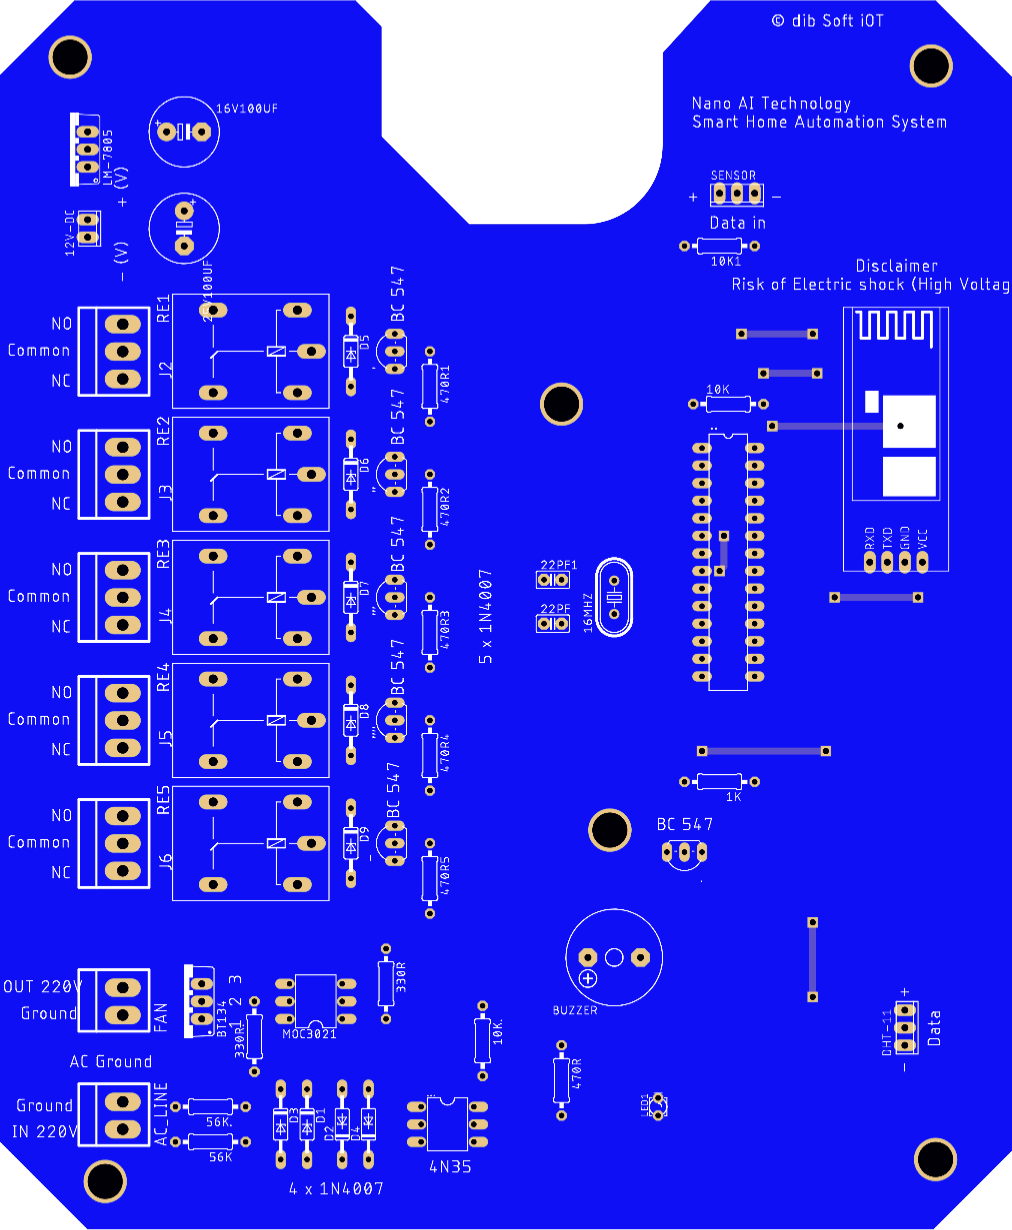 © dib Soft iOT
Nano AI Technology
Smart Home Automation System
16V100UF
LM-7805
+ (V)
SENSOR
+ -
Data in
10K1
12V-DC
- (V)
25V100UF
Disclaimer
Risk of Electric shock (High Voltag
NO
Common
NC
J2
RE1
D5
BC 547
470R1
10K
NO
Common
NC
J3
RE2
D6
BC 547
470R2
RXD
TXD
GND
VCC
NO
Common
NC
J4
RE3
D7
BC 547
470R3
5 x 1N4007
22PF1
22PF
16MHZ
NO
Common
NC
J5
RE4
D8
BC 547
470R4
1K
NO
Common
NC
J6
RE5
D9
BC 547
470R5
BC 547
OUT 220V
Ground
FAN
BT134
1 2 3
330R1
MOC3021
330R
10K.
BUZZER
470R
LED1
+
DHT-11
Data
-
AC Ground
Ground
IN 220V
AC_LINE
56K.
56K
D3
D1
D2
D4
4 x 1N4007
4N35